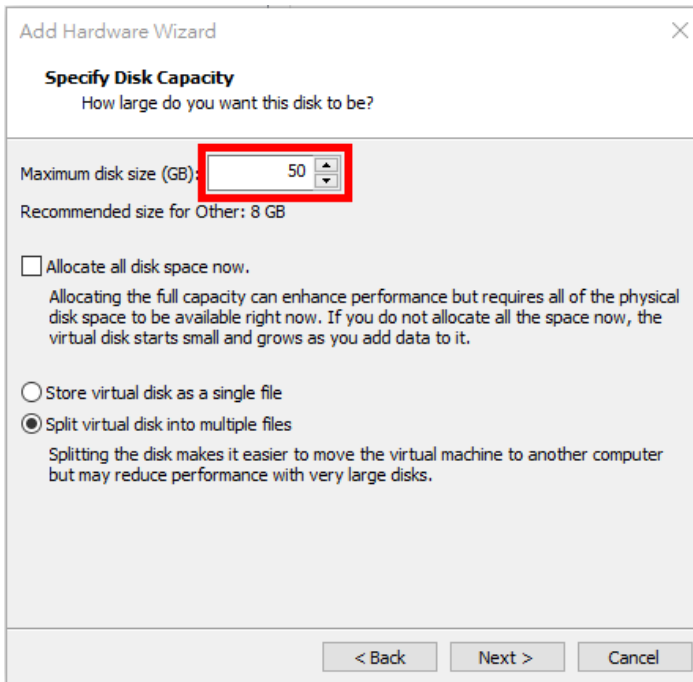 Add Hardware Wizard
Specify Disk Capacity
How large do you want this disk to be?
Maximum disk size (GB): 50
Recommended size for Other: 8 GB
Allocate all disk space now.
Allocating the full capacity can enhance performance but requires all of the physical
disk space to be available right now. If you do not allocate all the space now, the
virtual disk starts small and grows as you add data to it.
Store virtual disk as a single file
Split virtual disk into multiple files
Splitting the disk makes it easier to move the virtual machine to another computer
but may reduce performance with very large disks.
< Back Next > Cancel